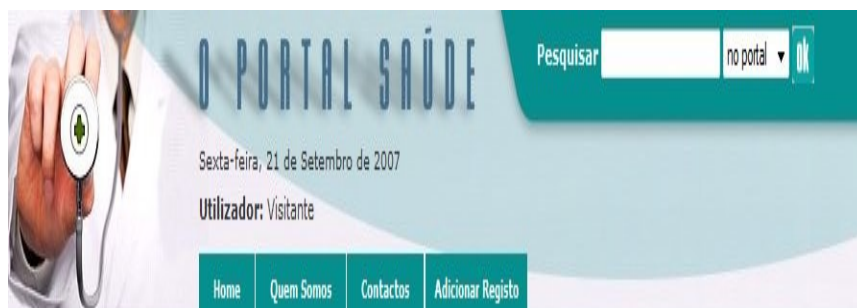 O PORTAL SAÚDE
Pesquisar no portal ok
Sexta-feira, 21 de Setembro de 2007
Utilizador: Visitante
Home Quem Somos Contactos Adicionar Registo